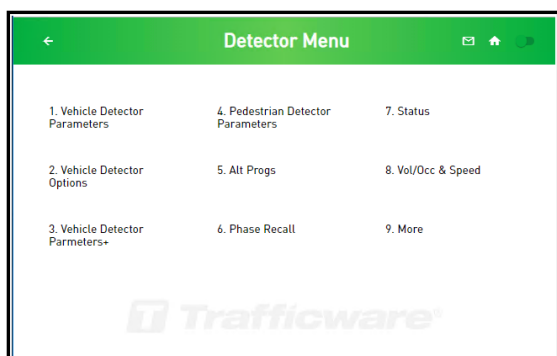 Detector Menu
1. Vehicle Detector
Parameters
2. Vehicle Detector
Options
3. Vehicle Detector
Parmeters+
4. Pedestrian Detector
Parameters
5. Alt Progs
6. Phase Recall
7. Status
8. Vol/Occ & Speed
9. More
Trafficware®